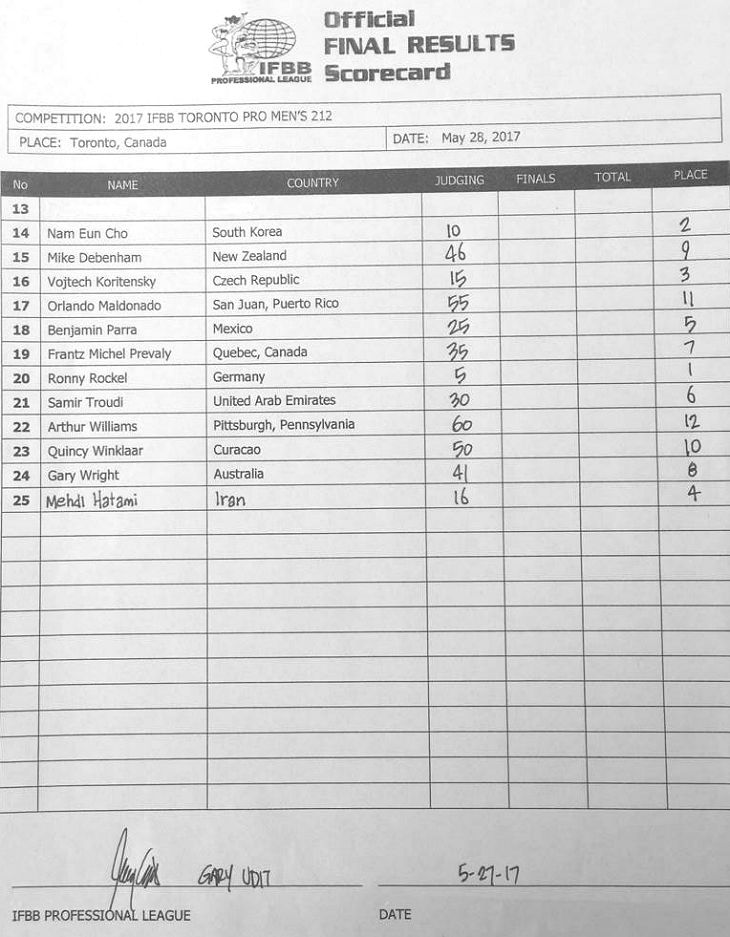 Official
FINAL RESULTS
Scorecard
IFBB
PROFESSIONAL LEAGUE
COMPETITION: 2017 IFBB TORONTO PRO MEN'S 212
PLACE: Toronto, Canada DATE: May 28, 2017
No NAME COUNTRY JUDGING FINALS TOTAL PLACE
13
14 Nam Eun Cho South Korea 10 2
15 Mike Debenham New Zealand 46 9
16 Vojtech Koritensky Czech Republic 15 3
17 Orlando Maldonado San Juan, Puerto Rico 55 11
18 Benjamin Parra Mexico 25 5
19 Frantz Michel Prevaly Quebec, Canada 35 7
20 Ronny Rockel Germany 5 1
21 Samir Troudi United Arab Emirates 30 6
22 Arthur Williams Pittsburgh, Pennsylvania 60 12
23 Quincy Winklaar Curacao 50 10
24 Gary Wright Australia 41 8
25 Mehdi Hatami Iran 16 4
GARY UDIT 5-27-17
IFBB PROFESSIONAL LEAGUE DATE